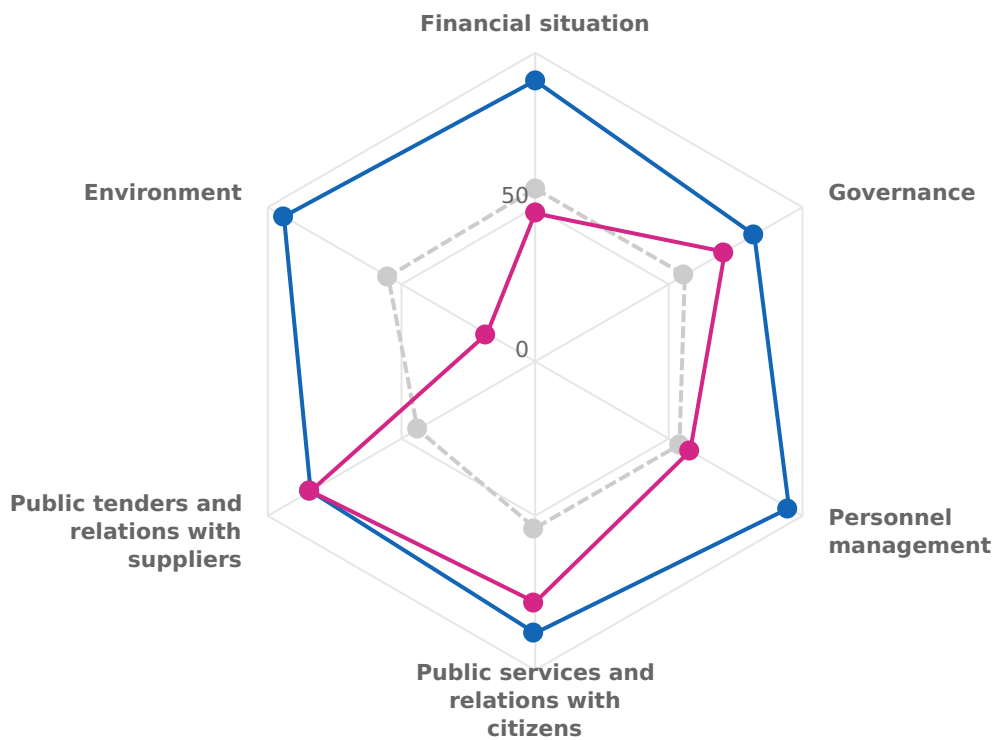 Financial situation
Environment
50
Governance
0
Public tenders and
relations with
suppliers
Personnel
management
Public services and
relations with
citizens